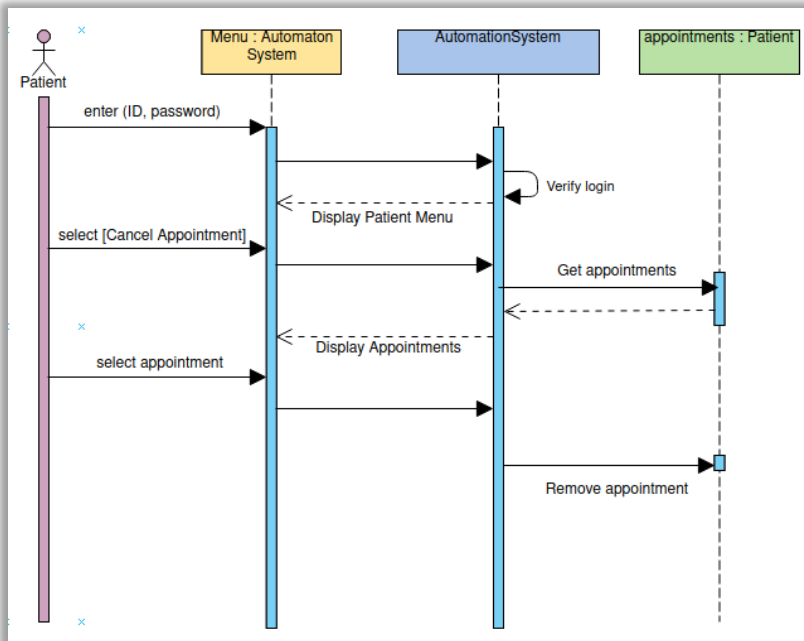 Menu : Automaton
System
AutomationSystem
appointments : Patient
Patient
enter (ID, password)
Verify login
Display Patient Menu
select [Cancel Appointment]
Get appointments
Display Appointments
select appointment
Remove appointment